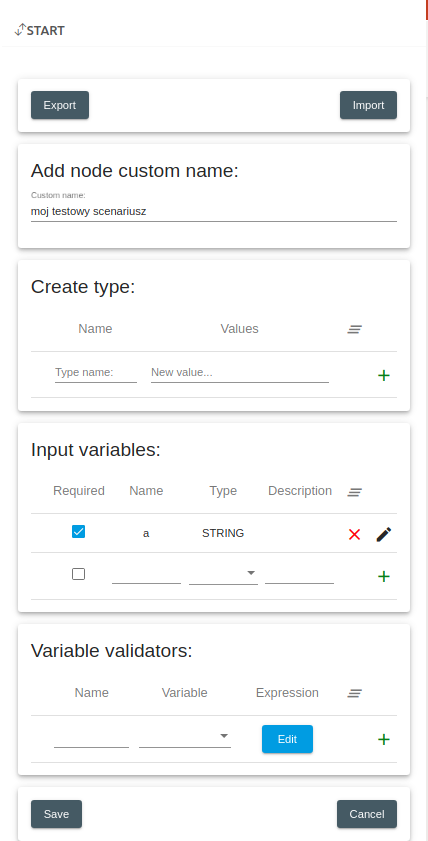 START
Export Import
Add node custom name:
Custom name:
moj testowy scenariusz
Create type:
Name Values
Type name: New value...
Input variables:
Required Name Type Description
a STRING
Variable validators:
Name Variable Expression
Edit
Save Cancel